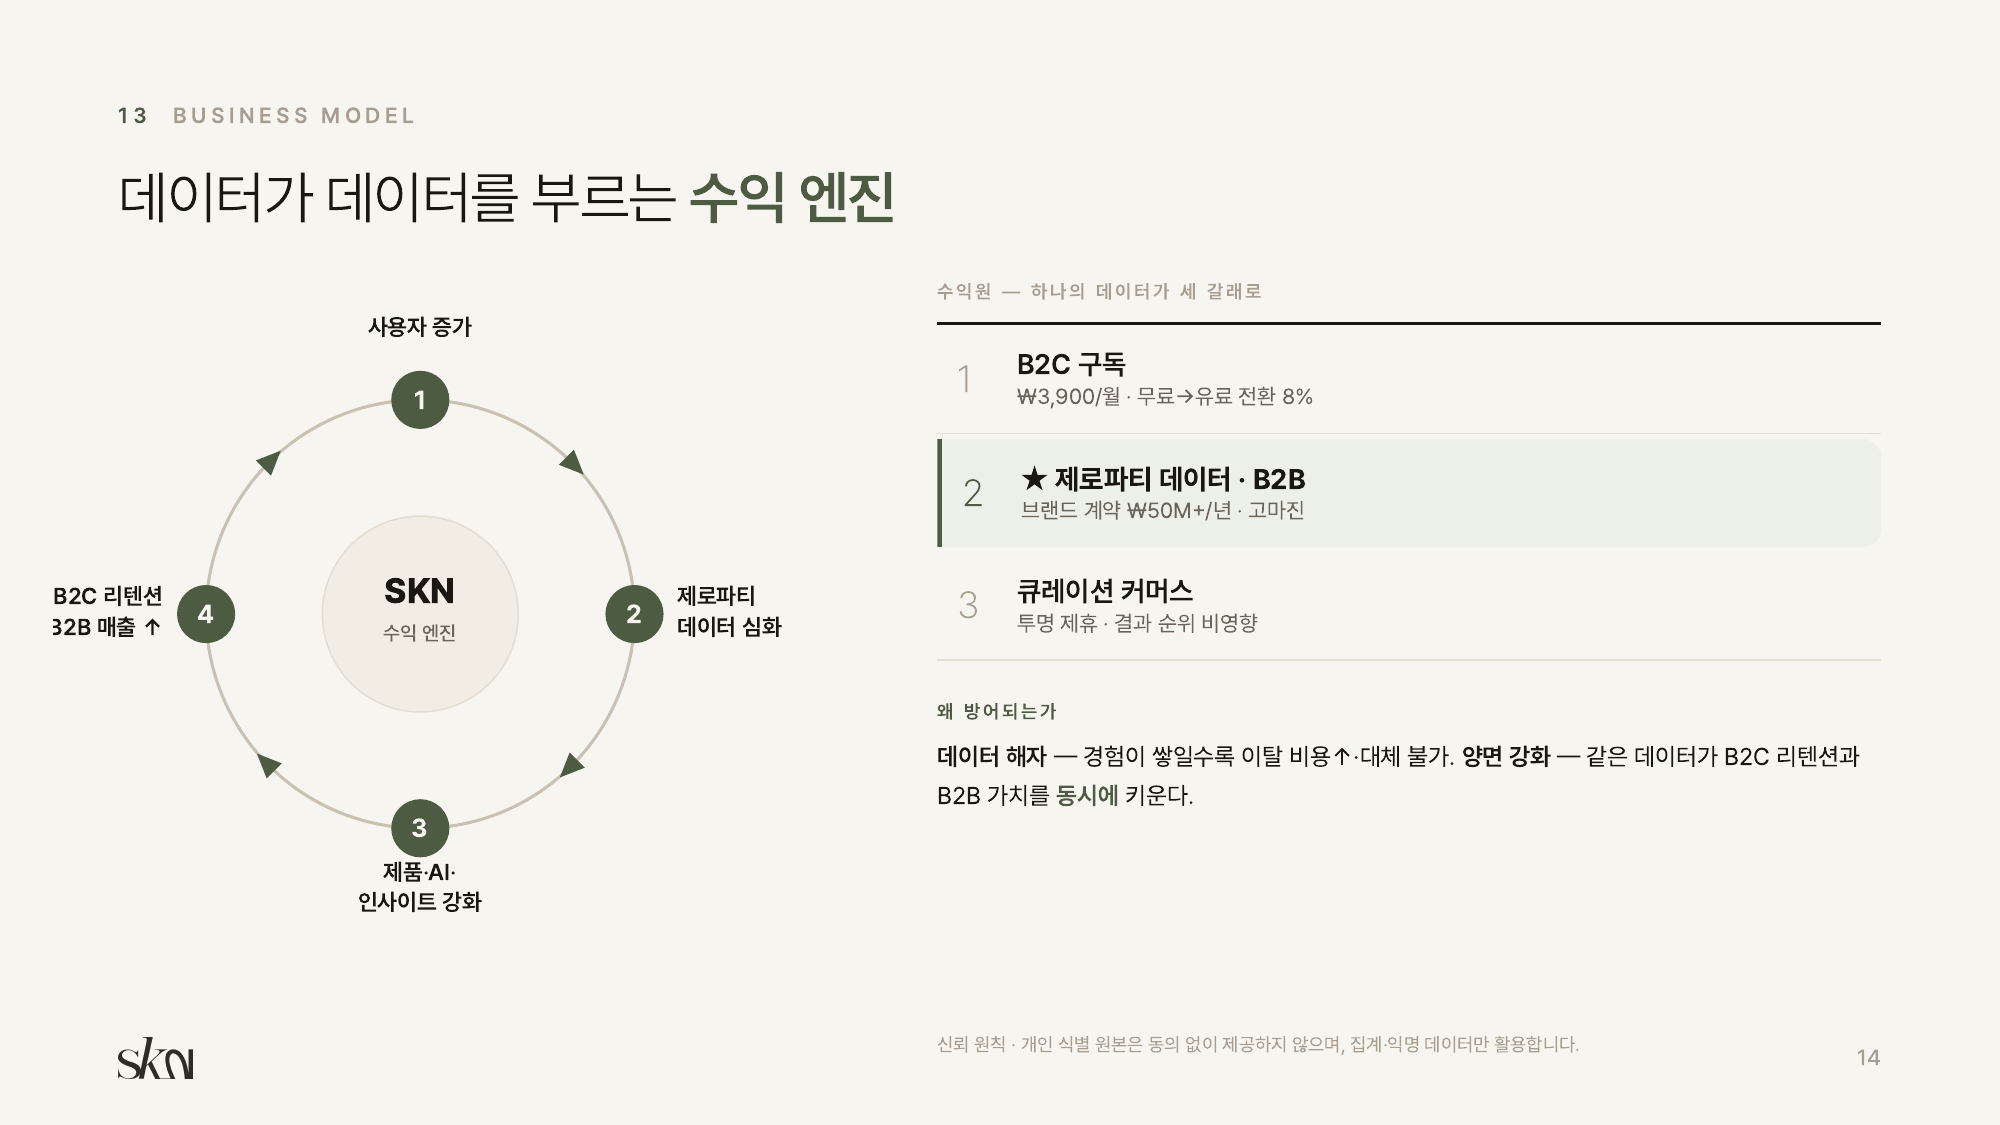 13 BUSINESS MODEL
데이터가 데이터를 부르는 수익 엔진
사용자 증가
1
2
제로파티
데이터 심화
3
제품·AI·
인사이트 강화
4
B2C 리텐션
B2B 매출 ↑
SKN
수익 엔진
수익원 — 하나의 데이터가 세 갈래로
1
B2C 구독
₩3,900/월 · 무료→유료 전환 8%
2
★ 제로파티 데이터 · B2B
브랜드 계약 ₩50M+/년 · 고마진
3
큐레이션 커머스
투명 제휴 · 결과 순위 비영향
왜 방어되는가
데이터 해자 — 경험이 쌓일수록 이탈 비용↑·대체 불가. 양면 강화 — 같은 데이터가 B2C 리텐션과
B2B 가치를 동시에 키운다.
skn
신뢰 원칙 · 개인 식별 원본은 동의 없이 제공하지 않으며, 집계·익명 데이터만 활용합니다.
14